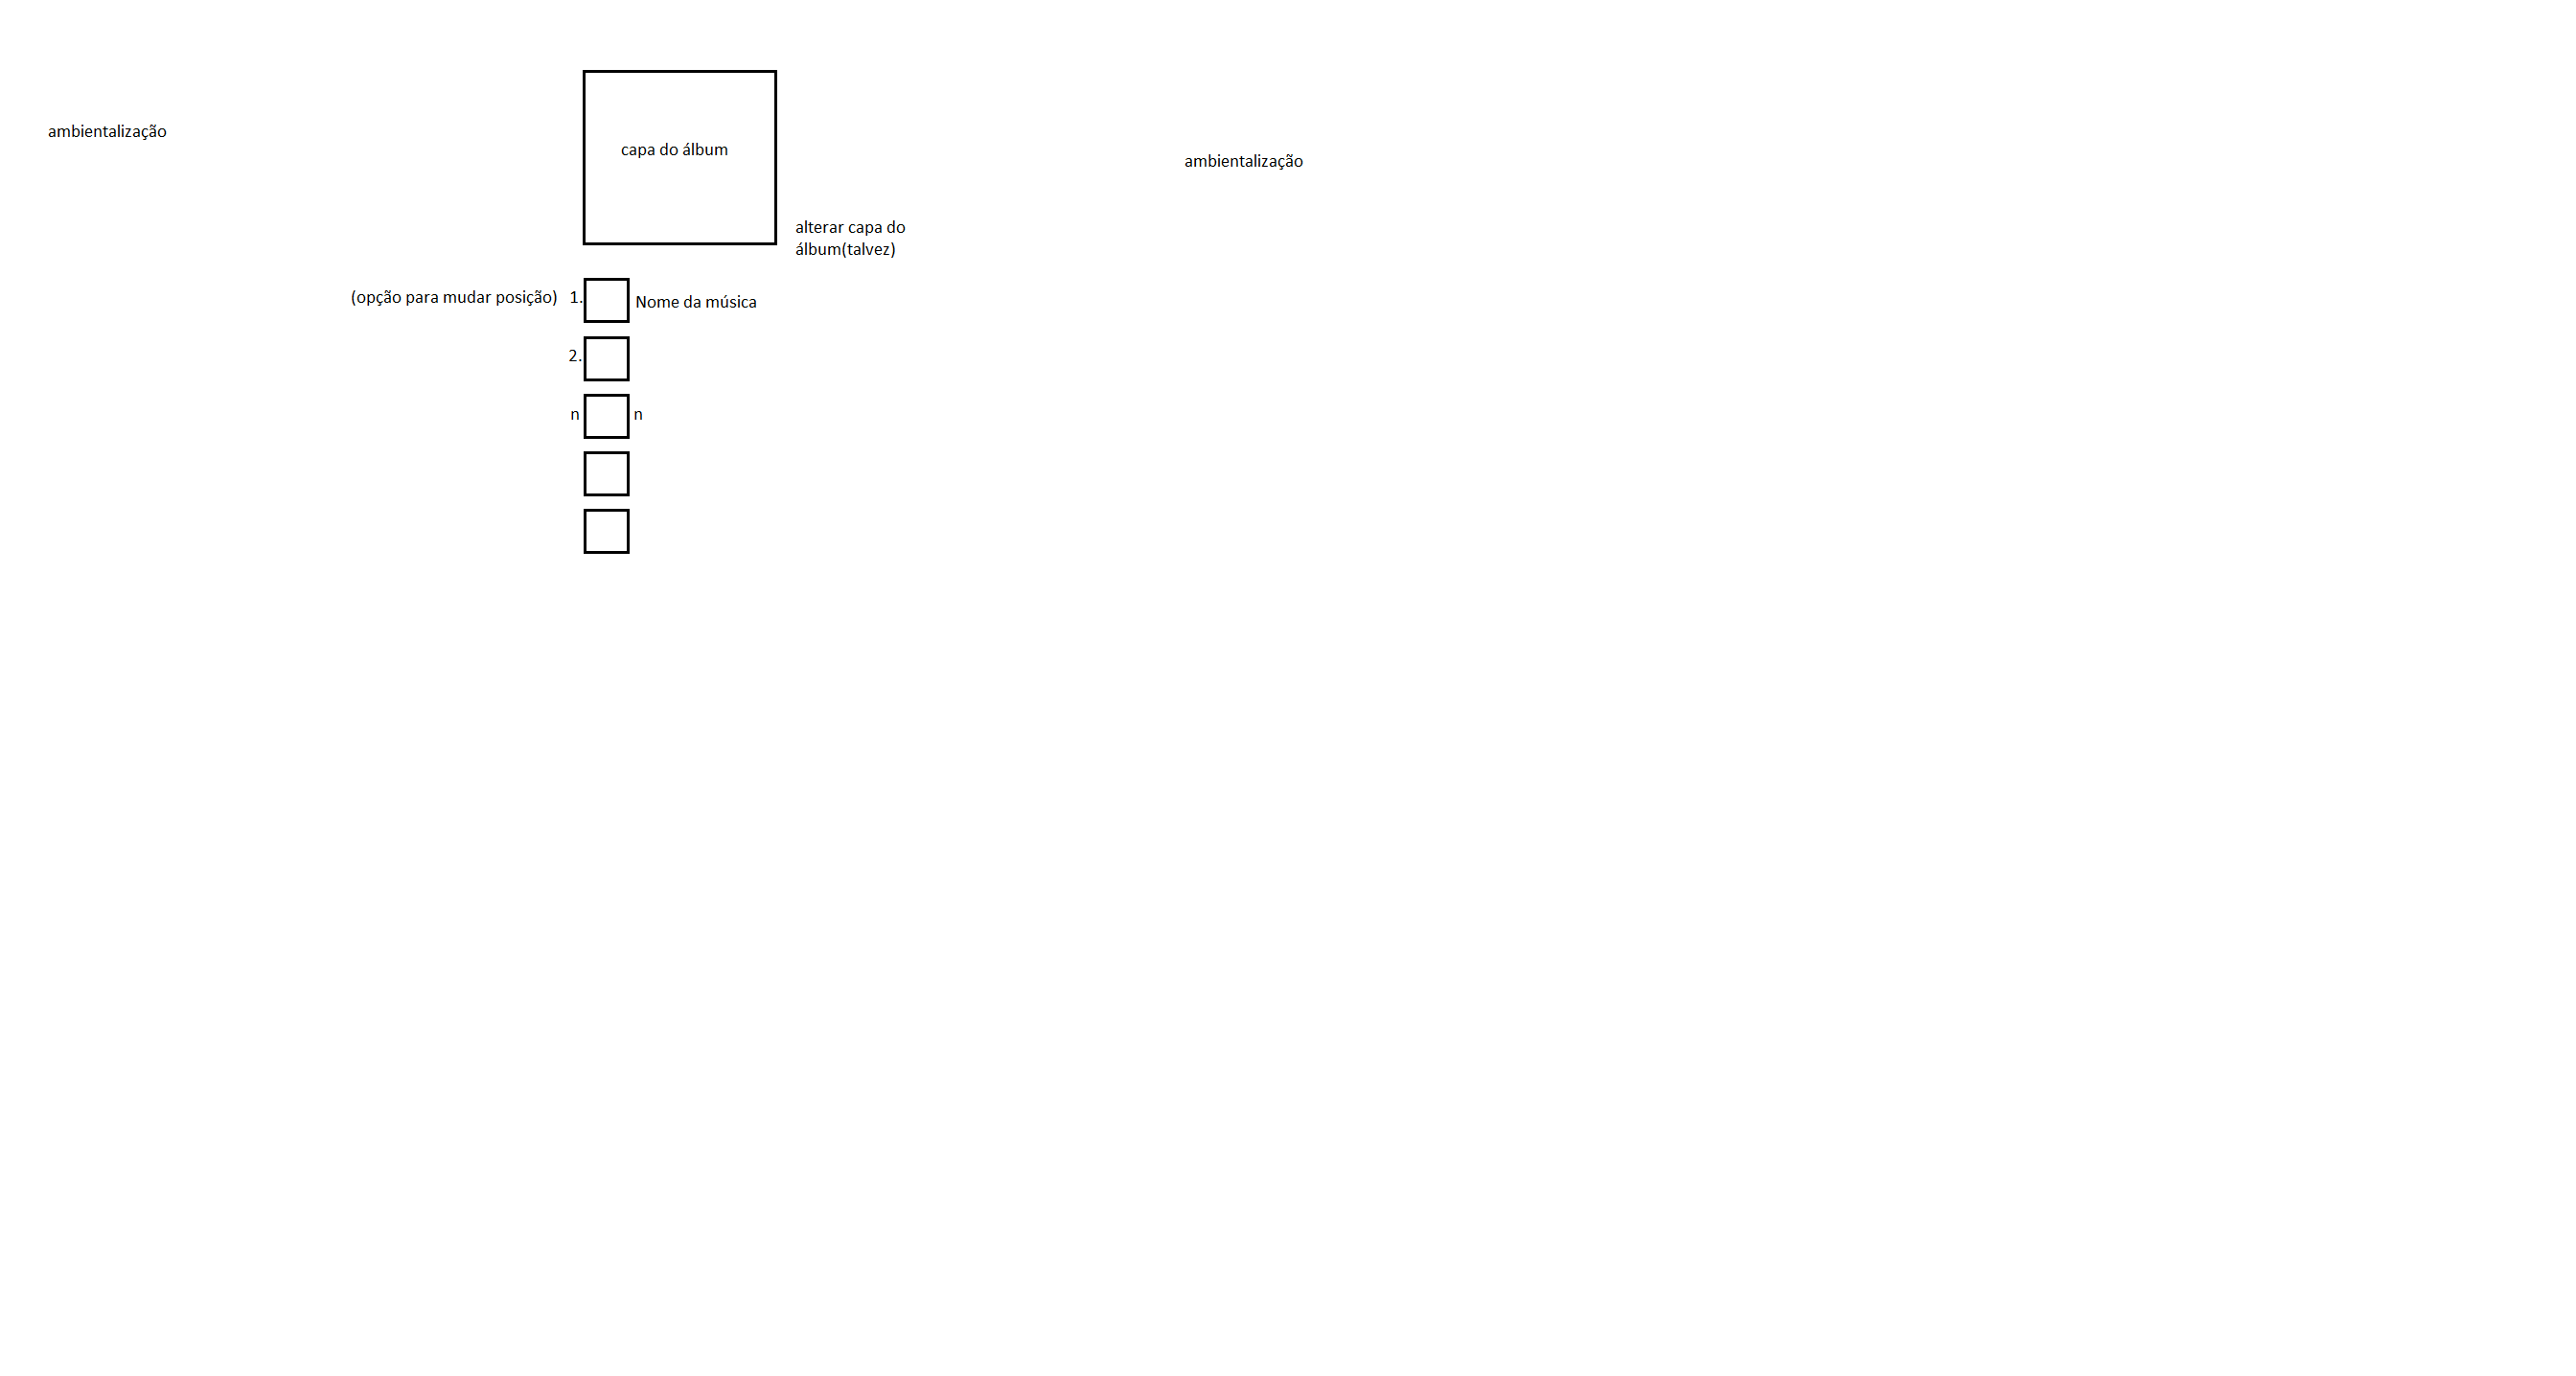 ambientalização
capa do álbum
ambientalização
alterar capa do
álbum(talvez)
(opção para mudar posição) 1. Nome da música
2.
n n